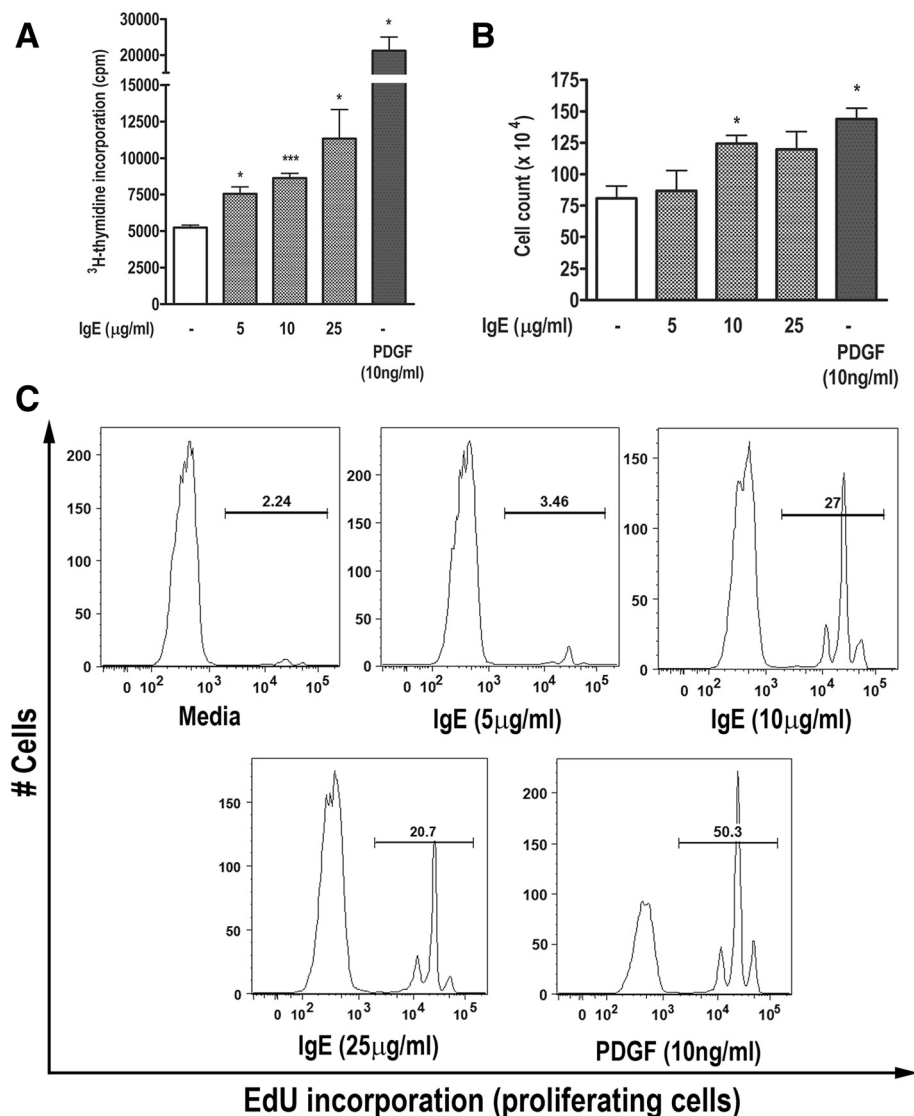 A
³H-thymidine incorporation (cpm)
30000
20000
15000
12500
10000
7500
5000
2500
0
*
***
*
*
IgE (μg/ml)
- 5 10 25 -
PDGF
(10ng/ml)
B
Cell count (x 10⁴)
175
150
125
100
75
50
25
0
*
*
IgE (μg/ml)
- 5 10 25 -
PDGF
(10ng/ml)
C
# Cells
200
150
100
50
0
2.24
0 10² 10³ 10⁴ 10⁵
Media
200
150
100
50
0
3.46
0 10² 10³ 10⁴ 10⁵
IgE (5μg/ml)
150
100
50
0
27
0 10² 10³ 10⁴ 10⁵
IgE (10μg/ml)
150
100
50
0
20.7
0 10² 10³ 10⁴ 10⁵
IgE (25μg/ml)
200
150
100
50
0
50.3
0 10² 10³ 10⁴ 10⁵
PDGF (10ng/ml)
EdU incorporation (proliferating cells)